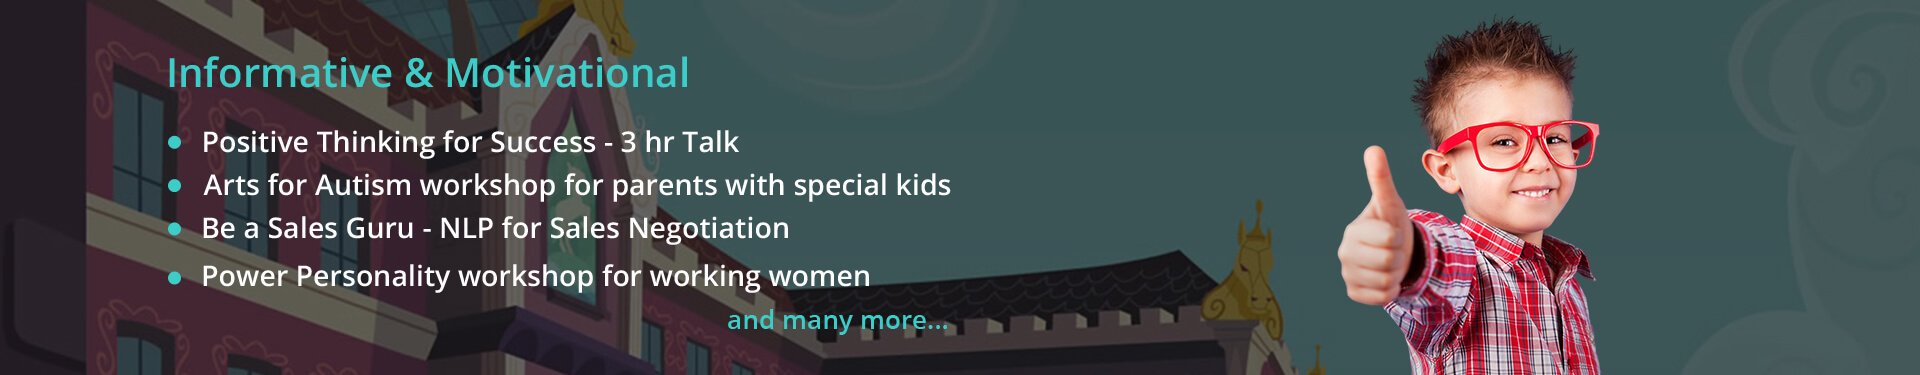 Informative & Motivational
Positive Thinking for Success - 3 hr Talk
Arts for Autism workshop for parents with special kids
Be a Sales Guru - NLP for Sales Negotiation
Power Personality workshop for working women
and many more...